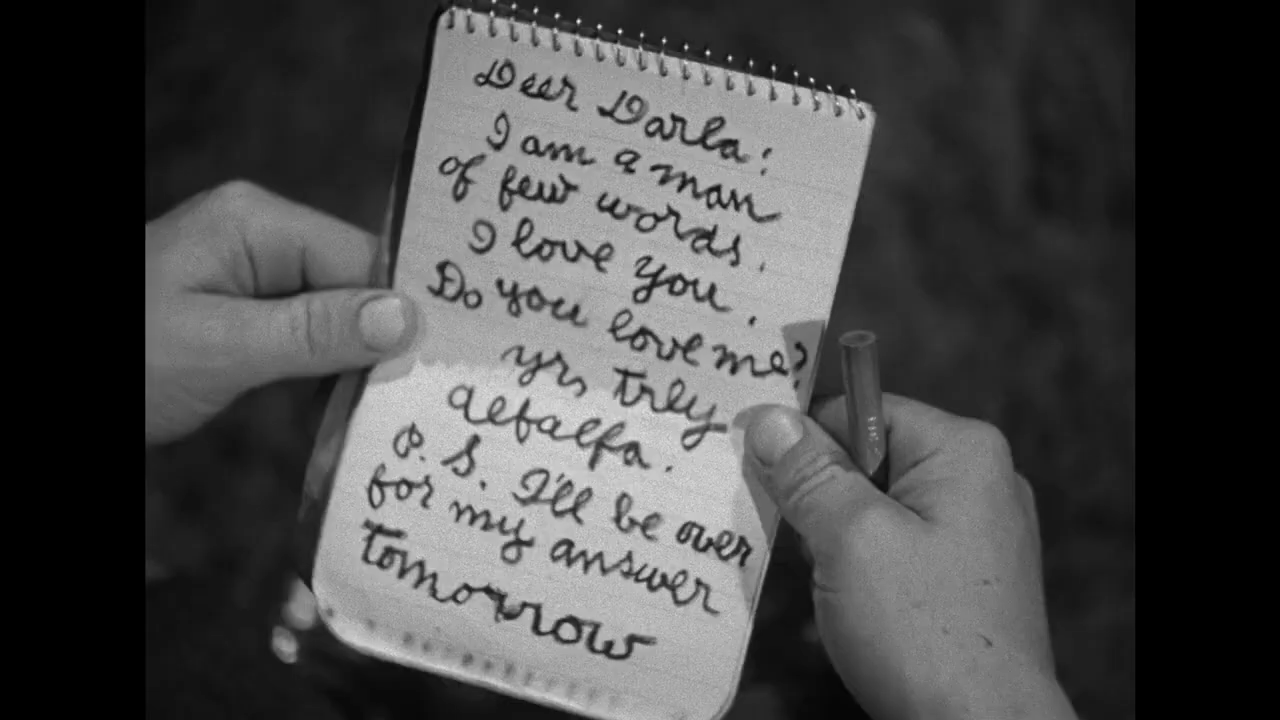 Deer Darla:
I am a man
of few words.
I love you.
Do you love me?
yrs trly
alfalfa.
P. S. I'll be over
for my answer
tomorrow